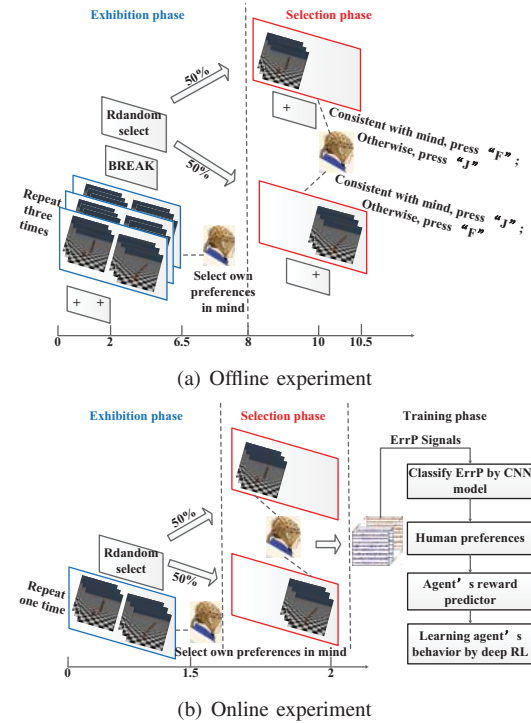 Exhibition phase
Selection phase
50%
Rdandom
select
BREAK
50%
Repeat
three
times
+ +
Select own
preferences
in mind
+
Consistent with mind, press “F”;
Otherwise, press “J”
Consistent with mind, press “J”;
Otherwise, press “F”
+
0 2 6.5 8 10 10.5
(a) Offline experiment
Exhibition phase
Selection phase
Training phase
ErrP Signals
50%
Rdandom
select
50%
Repeat
one time
Select own preferences in mind
Classify ErrP by CNN
model
Human preferences
Agent’s reward
predictor
Learning agent’s
behavior by deep RL
0 1.5 2
(b) Online experiment